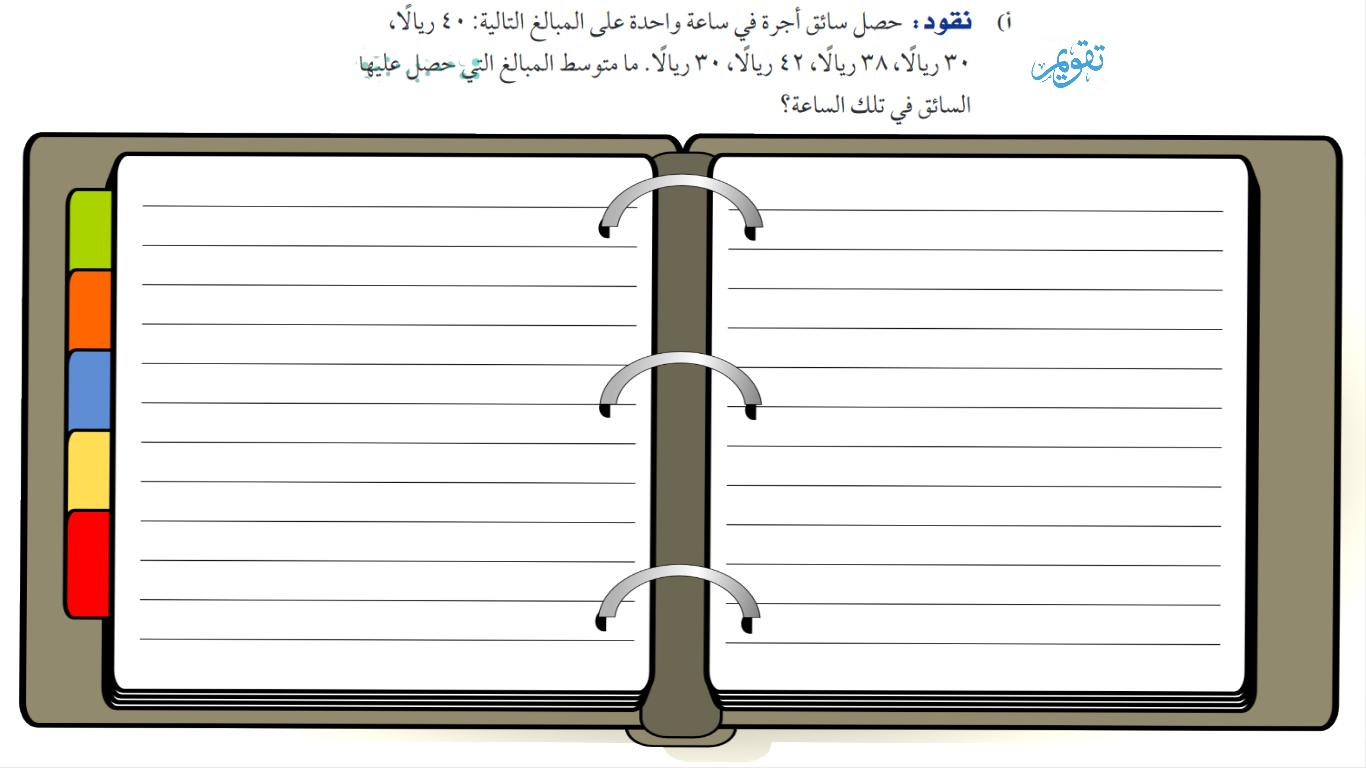 أ) نقود: حصل سائق أجرة في ساعة واحدة على المبالغ التالية: ٤٠ ريالًا،
٣٠ ريالًا، ٣٨ ريالًا، ٤٢ ريالًا، ٣٠ ريالًا. ما متوسط المبالغ التي حصل عليها
السائق في تلك الساعة؟
تقويم